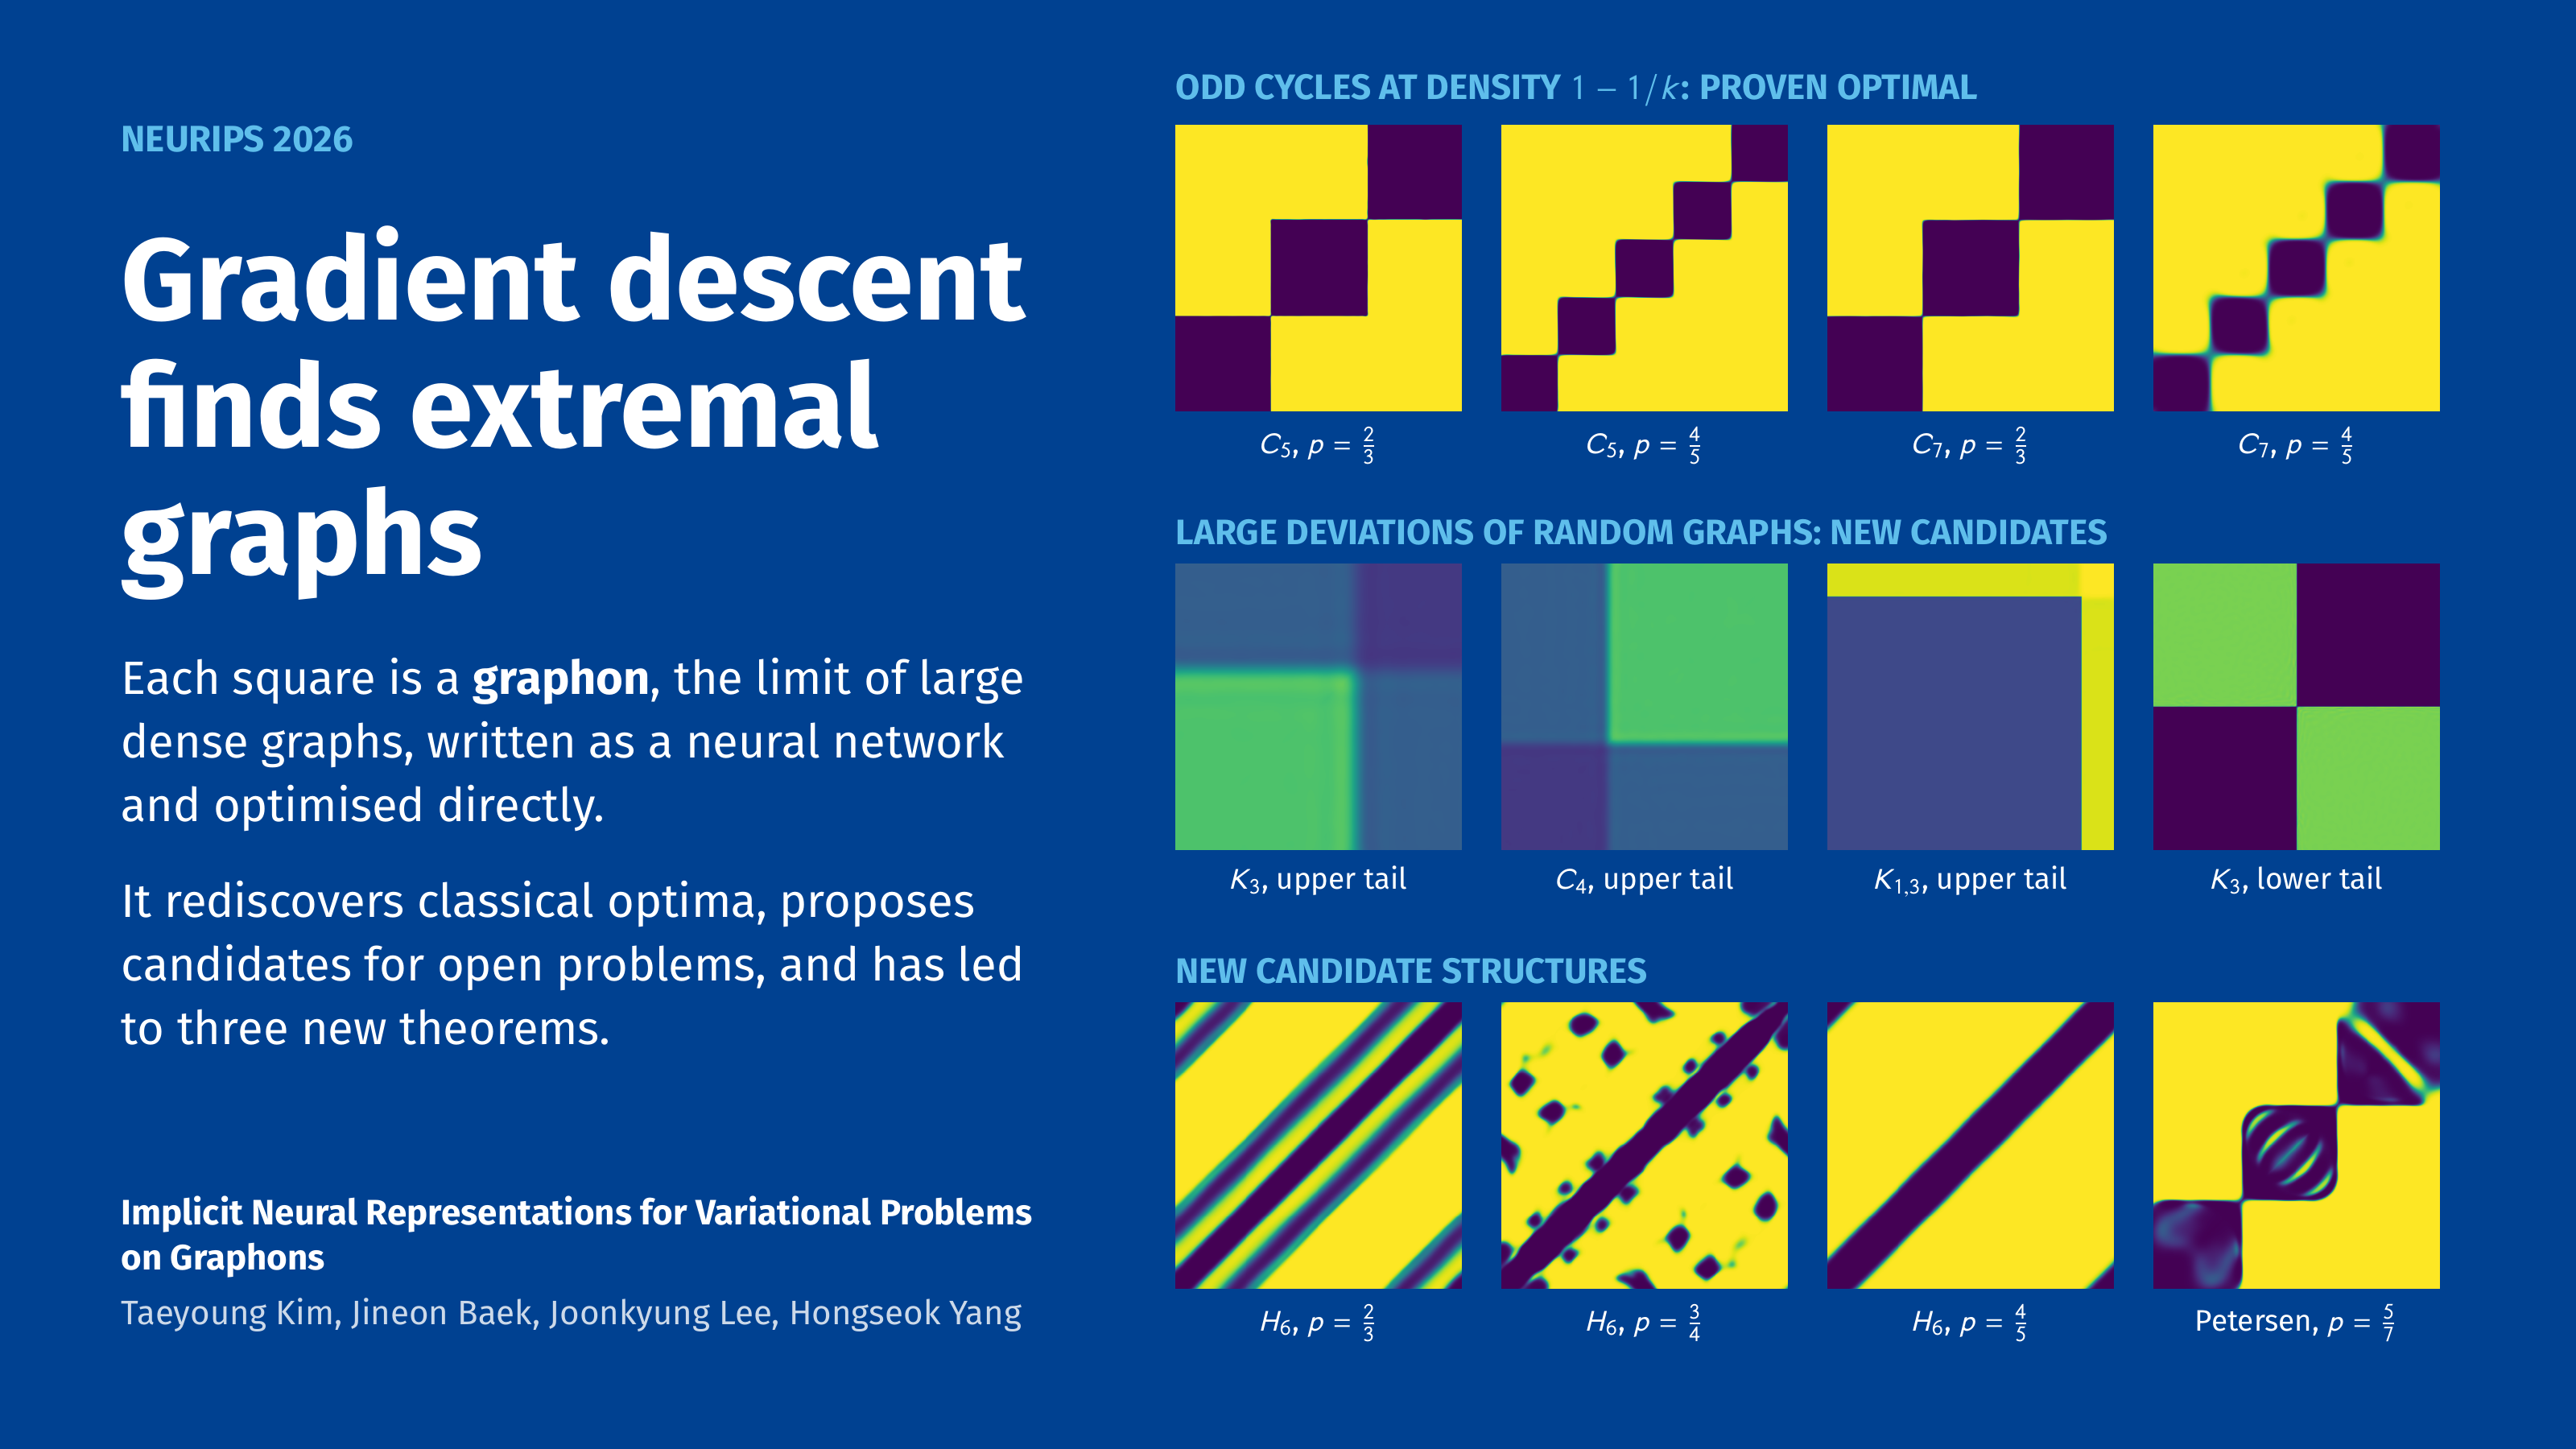 NEURIPS 2026
Gradient descent
finds extremal
graphs
Each square is a graphon, the limit of large
dense graphs, written as a neural network
and optimised directly.
It rediscovers classical optima, proposes
candidates for open problems, and has led
to three new theorems.
Implicit Neural Representations for Variational Problems
on Graphons
Taeyoung Kim, Jineon Baek, Joonkyung Lee, Hongseok Yang
ODD CYCLES AT DENSITY 1 − 1/k: PROVEN OPTIMAL
C₅, p = 2/3
C₅, p = 4/5
C₇, p = 2/3
C₇, p = 4/5
LARGE DEVIATIONS OF RANDOM GRAPHS: NEW CANDIDATES
K₃, upper tail
C₄, upper tail
K₁,₃, upper tail
K₃, lower tail
NEW CANDIDATE STRUCTURES
H₆, p = 2/3
H₆, p = 3/4
H₆, p = 4/5
Petersen, p = 5/7